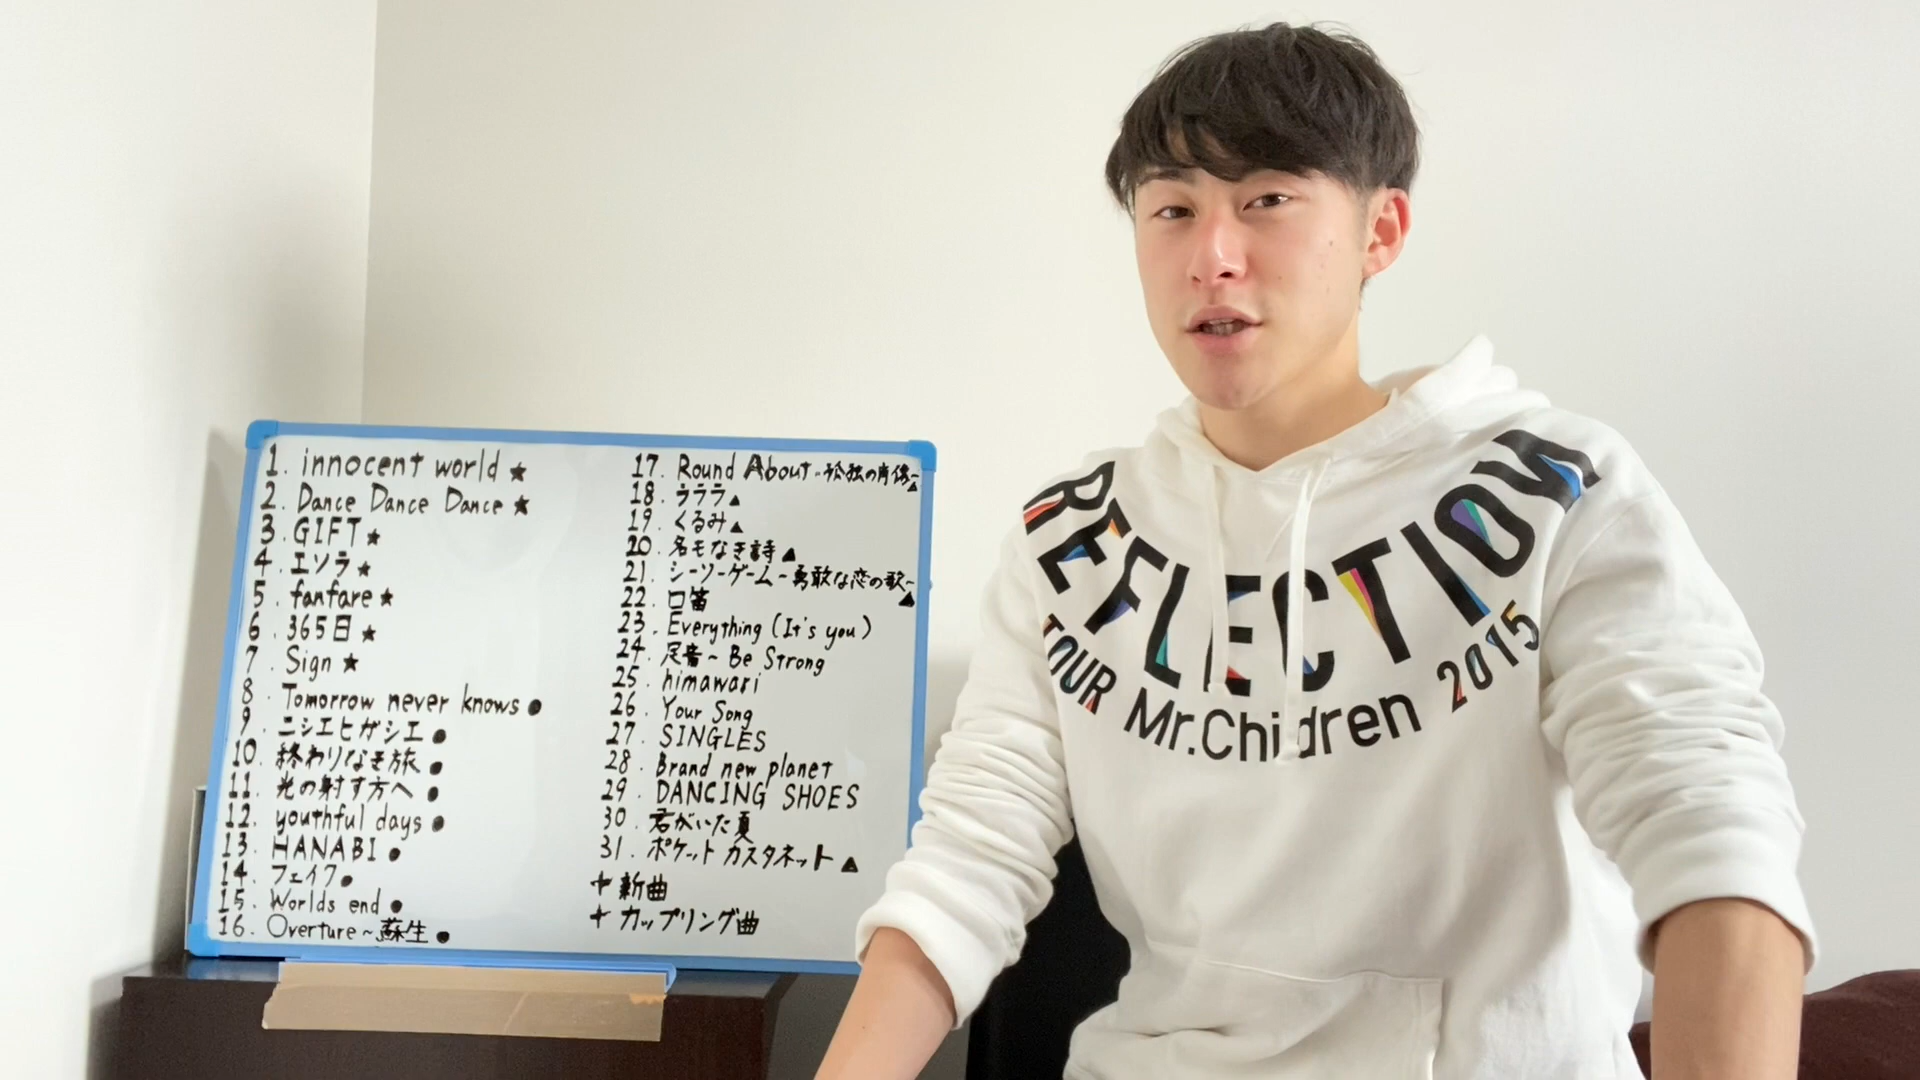 1. innocent world ★
2. Dance Dance Dance ★
3. GIFT ★
4. エソラ ★
5. fanfare ★
6. 365日 ★
7. Sign ★
8. Tomorrow never knows ●
9. ニシエヒガシエ ●
10. 終わりなき旅 ●
11. 光の射す方へ ●
12. youthful days ●
13. HANABI ●
14. フェイク ●
15. Worlds end ●
16. Overture～蘇生 ●
17. Round About ~孤独の肖像~ ▲
18. ウララ ▲
19. くるみ ▲
20. 名もなき詩 ▲
21. シーソーゲーム~勇敢な恋の歌~ ▲
22. 口笛
23. Everything (It's you)
24. 足音～Be Strong
25. himawari
26. Your Song
27. SINGLES
28. Brand new planet
29. DANCING SHOES
30. 君がいた夏
31. ポケット カスタネット ▲
＋新曲
＋カップリング曲
REFLECTION
TOUR Mr.Children 2015